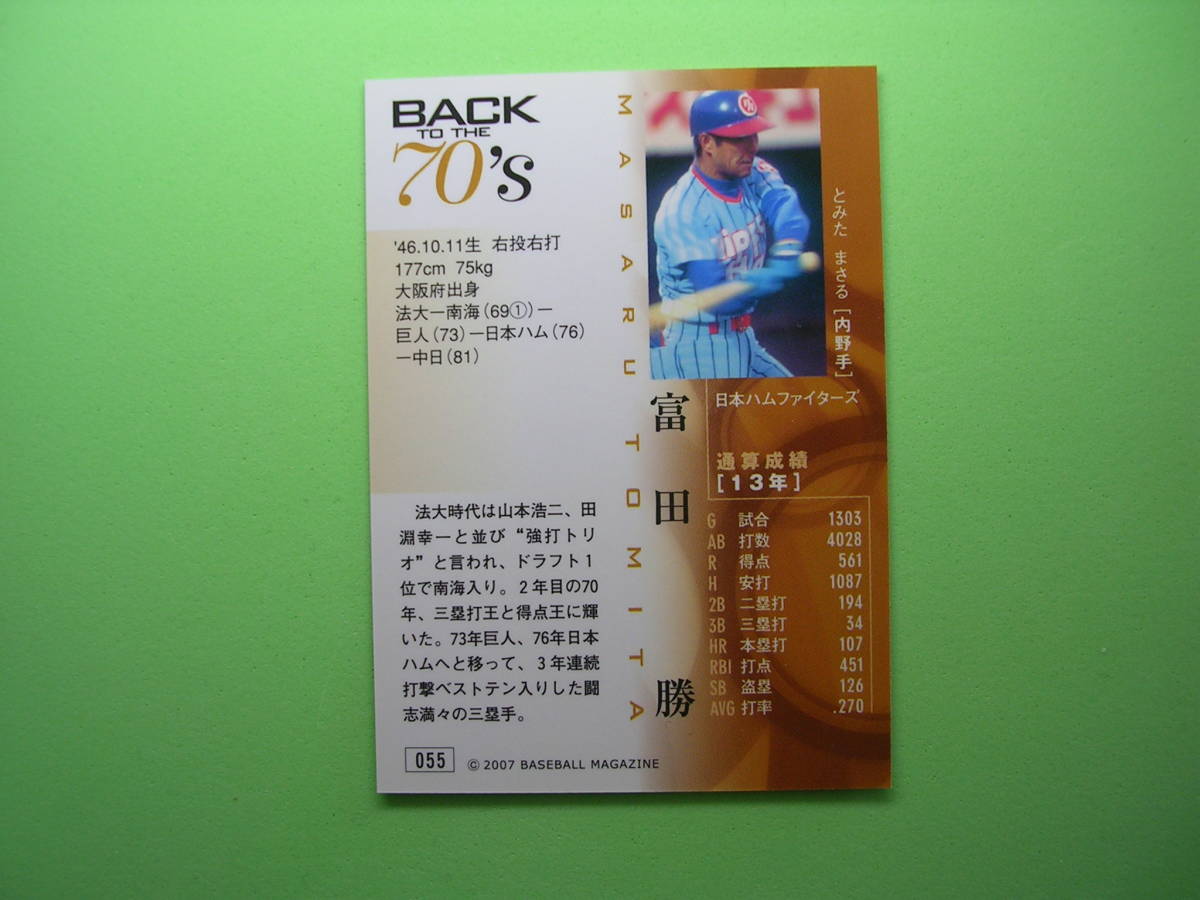 BACK
TO THE
70's
'46.10.11生 右投右打
177cm 75kg
大阪府出身
法大ー南海(69①)ー
巨人(73)ー日本ハム(76)
ー中日(81)
法大時代は山本浩二、田
淵幸一と並び“強打トリ
オ”と言われ、ドラフト1
位で南海入り。2年目の70
年、三塁打王と得点王に輝
いた。73年巨人、76年日本
ハムへと移って、3年連続
打撃ベストテン入りした闘
志満々の三塁手。
055
© 2007 BASEBALL MAGAZINE
MASARU TOMITA
富田勝
とみた まさる [内野手]
日本ハムファイターズ
通算成績
[13年]
G 試合 1303
AB 打数 4028
R 得点 561
H 安打 1087
2B 二塁打 194
3B 三塁打 34
HR 本塁打 107
RBI 打点 451
SB 盗塁 126
AVG 打率 .270